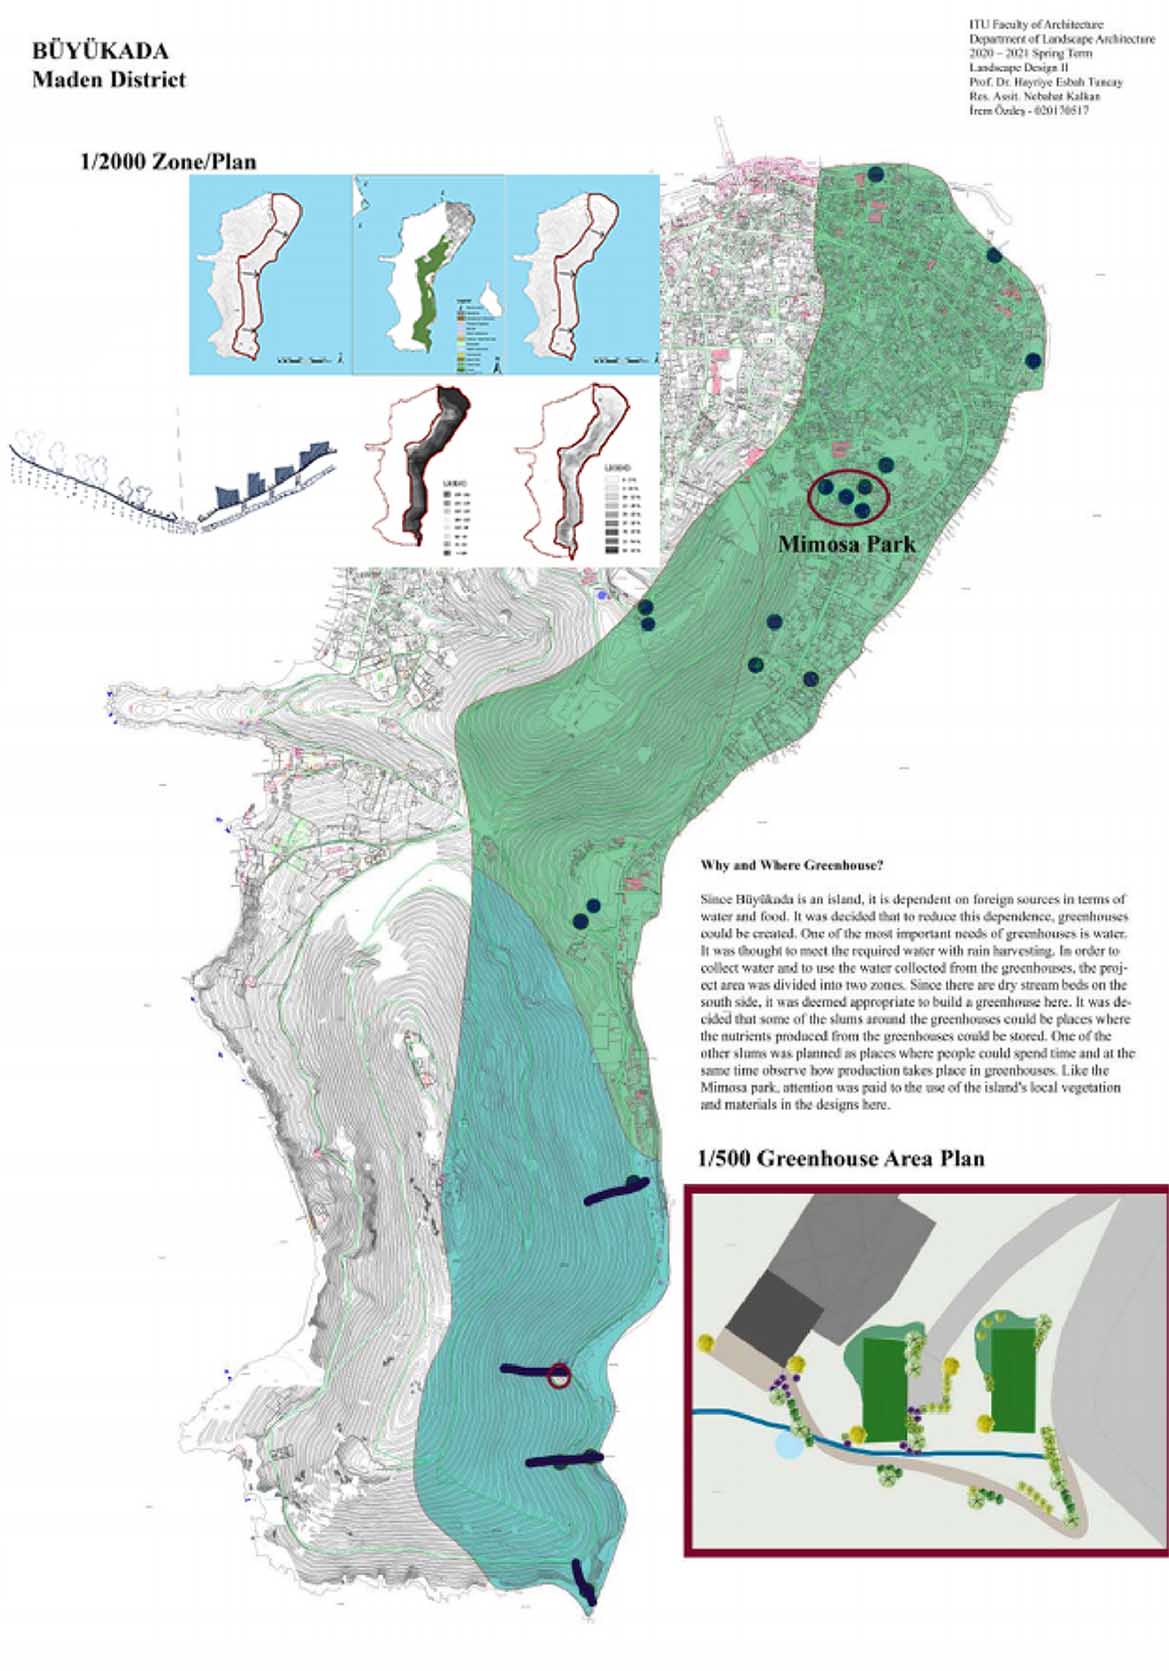 BÜYÜKADA
Maden District
ITU Faculty of Architecture
Department of Landscape Architecture
2020 – 2021 Spring Term
Landscape Design II
Prof. Dr. Hayriye Esbah Tuncay
Res. Assit. Nebahat Kalkan
İrem Özdeş - 020170517
1/2000 Zone/Plan
Mimosa Park
Why and Where Greenhouse?
Since Büyükada is an island, it is dependent on foreign sources in terms of
water and food. It was decided that to reduce this dependence, greenhouses
could be created. One of the most important needs of greenhouses is water.
It was thought to meet the required water with rain harvesting. In order to
collect water and to use the water collected from the greenhouses, the proj-
ect area was divided into two zones. Since there are dry stream beds on the
south side, it was deemed appropriate to build a greenhouse here. It was de-
cided that some of the slums around the greenhouses could be places where
the nutrients produced from the greenhouses could be stored. One of the
other slums was planned as places where people could spend time and at the
same time observe how production takes place in greenhouses. Like the
Mimosa park, attention was paid to the use of the island's local vegetation
and materials in the designs here.
1/500 Greenhouse Area Plan